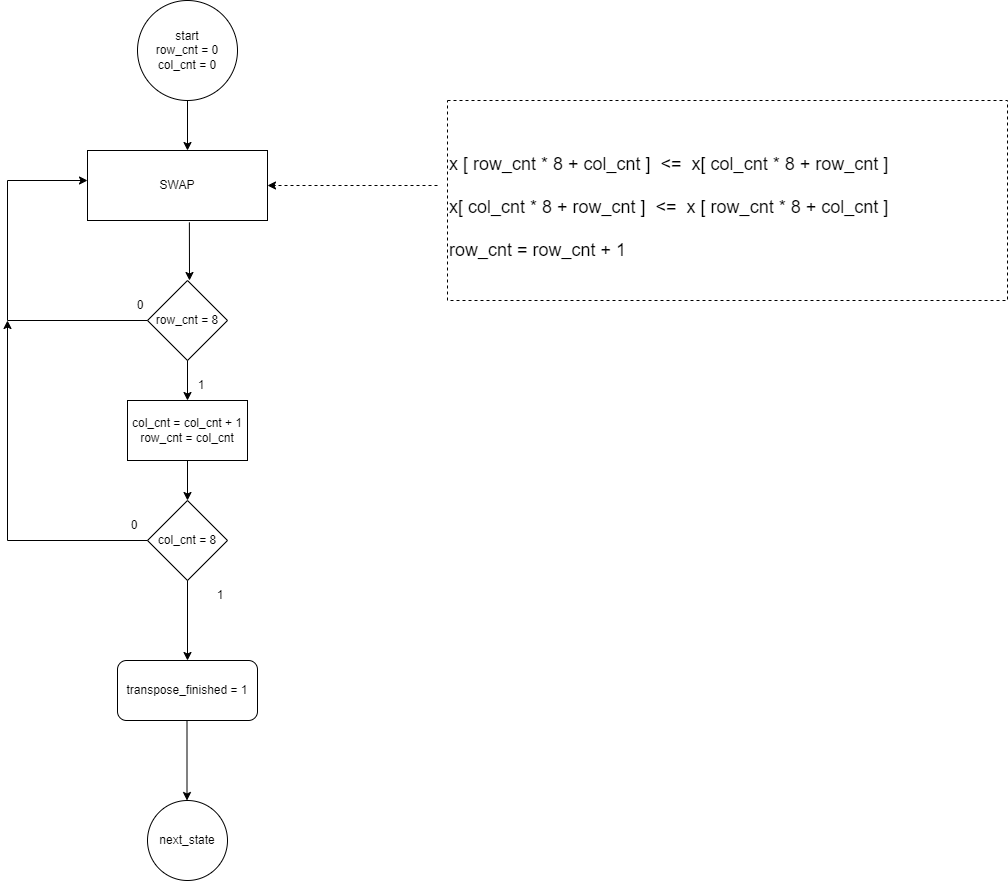 start
row_cnt = 0
col_cnt = 0
SWAP
x [ row_cnt * 8 + col_cnt ]  <=  x[ col_cnt * 8 + row_cnt ]
x[ col_cnt * 8 + row_cnt ]  <=  x [ row_cnt * 8 + col_cnt ]
row_cnt = row_cnt + 1
0
row_cnt = 8
1
col_cnt = col_cnt + 1
row_cnt = col_cnt
0
col_cnt = 8
1
transpose_finished = 1
next_state